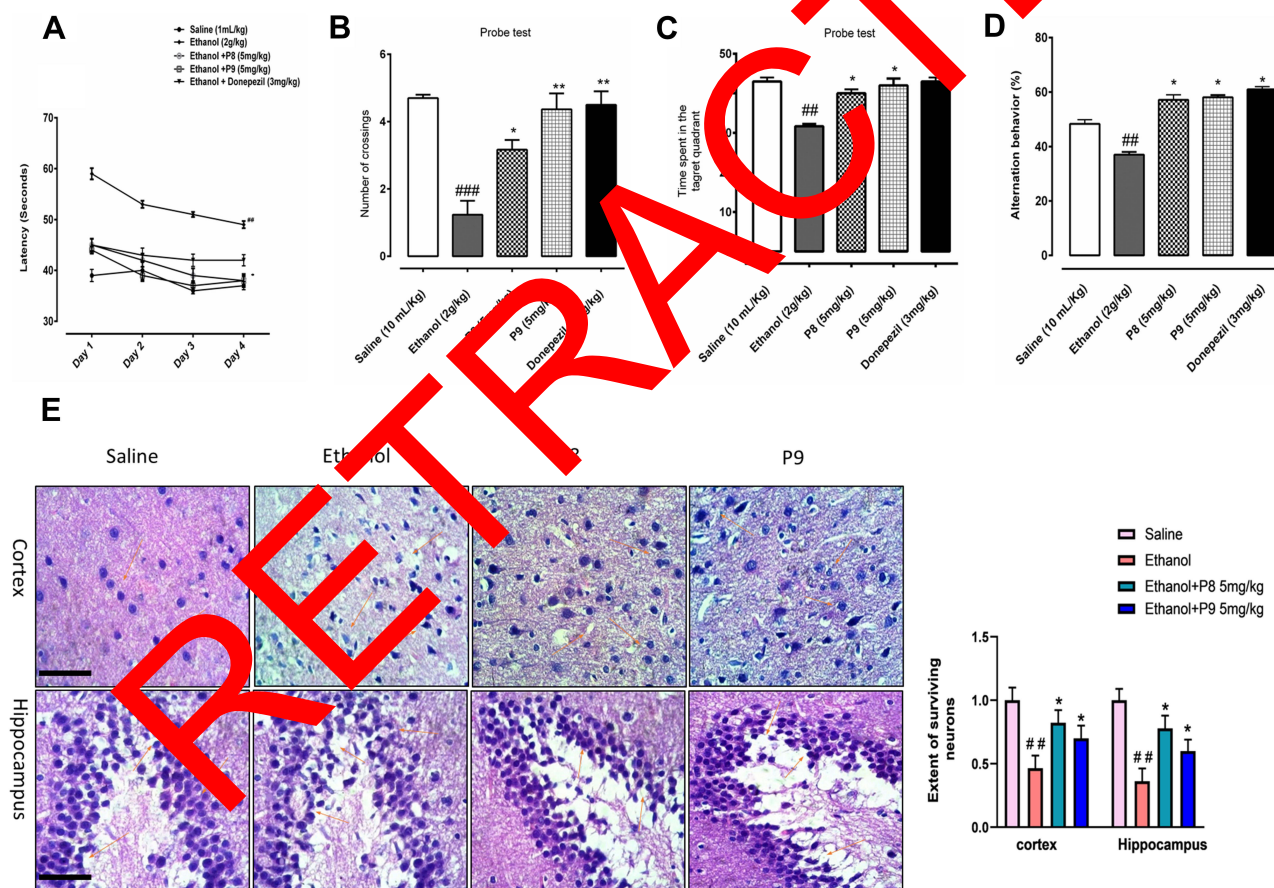 A
Saline (1mL/kg)
Ethanol (2g/kg)
Ethanol +P8 (5mg/kg)
Ethanol +P9 (5mg/kg)
Ethanol + Donepezil (3mg/kg)
Latency (Seconds)
70
60
50
40
30
##
*
Day 1
Day 2
Day 3
Day 4
B
Probe test
Number of crossings
6
4
2
0
###
*
**
**
Saline (10 mL/Kg)
Ethanol (2g/kg)
P9 (5mg/kg)
Donepezil
C
Probe test
Time spent in the
tagret quadrant
50
10
##
*
*
Saline (10 mL/Kg)
Ethanol (2g/kg)
P8 (5mg/kg)
P9 (5mg/kg)
Donepezil (3mg/kg)
D
Alternation behavior (%)
80
60
40
20
0
##
*
*
*
Saline (10 mL/Kg)
Ethanol (2g/kg)
P8 (5mg/kg)
P9 (5mg/kg)
Donepezil (3mg/kg)
RETRACT
E
Saline
Ethanol
P9
Cortex
Hippocampus
Saline
Ethanol
Ethanol+P8 5mg/kg
Ethanol+P9 5mg/kg
Extent of surviving
neurons
1.5
1.0
0.5
0.0
##
*
*
##
*
*
cortex
Hippocampus